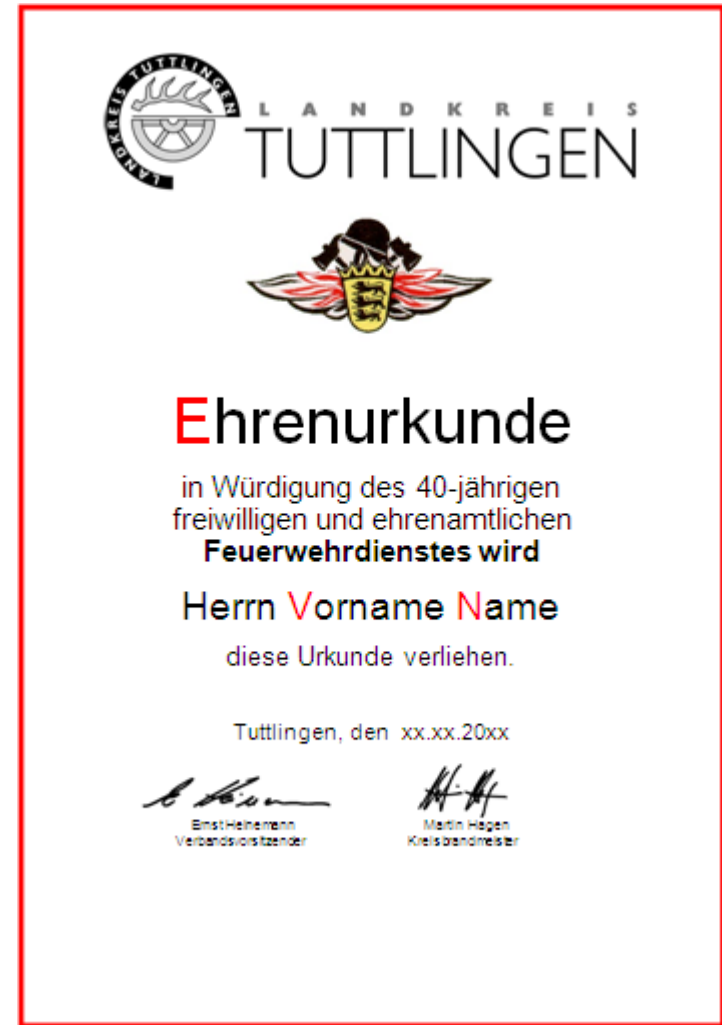 LANDKREIS TUTTLINGEN
LANDKREIS
TUTTLINGEN
Ehrenurkunde
in Würdigung des 40-jährigen
freiwilligen und ehrenamtlichen
Feuerwehrdienstes wird
Herrn Vorname Name
diese Urkunde verliehen.
Tuttlingen, den xx.xx.20xx
Ernst Heinemann
Verbandsvorsitzender
Martin Hagen
Kreisbrandmeister